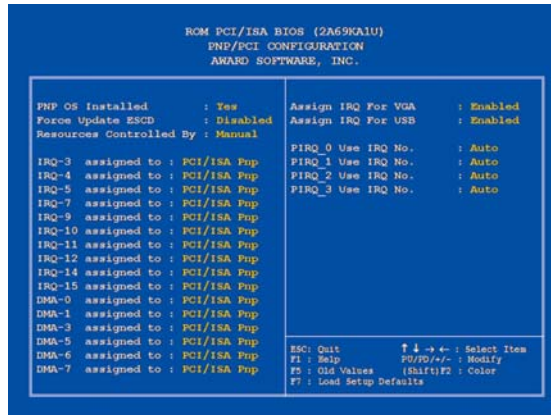 ROM PCI/ISA BIOS (2A69KA1U)
PNP/PCI CONFIGURATION
AWARD SOFTWARE, INC.
PNP OS Installed : Yes
Force Update ESCD : Disabled
Resources Controlled By : Manual
IRQ-3 assigned to : PCI/ISA Pnp
IRQ-4 assigned to : PCI/ISA Pnp
IRQ-5 assigned to : PCI/ISA Pnp
IRQ-7 assigned to : PCI/ISA Pnp
IRQ-9 assigned to : PCI/ISA Pnp
IRQ-10 assigned to : PCI/ISA Pnp
IRQ-11 assigned to : PCI/ISA Pnp
IRQ-12 assigned to : PCI/ISA Pnp
IRQ-14 assigned to : PCI/ISA Pnp
IRQ-15 assigned to : PCI/ISA Pnp
DMA-0 assigned to : PCI/ISA Pnp
DMA-1 assigned to : PCI/ISA Pnp
DMA-3 assigned to : PCI/ISA Pnp
DMA-5 assigned to : PCI/ISA Pnp
DMA-6 assigned to : PCI/ISA Pnp
DMA-7 assigned to : PCI/ISA Pnp
Assign IRQ For VGA : Enabled
Assign IRQ For USB : Enabled
PIRQ_0 Use IRQ No. : Auto
PIRQ_1 Use IRQ No. : Auto
PIRQ_2 Use IRQ No. : Auto
PIRQ_3 Use IRQ No. : Auto
ESC: Quit ↑↓→← : Select Item
F1 : Help PU/PD/+/- : Modify
F5 : Old Values (Shift)F2 : Color
F7 : Load Setup Defaults